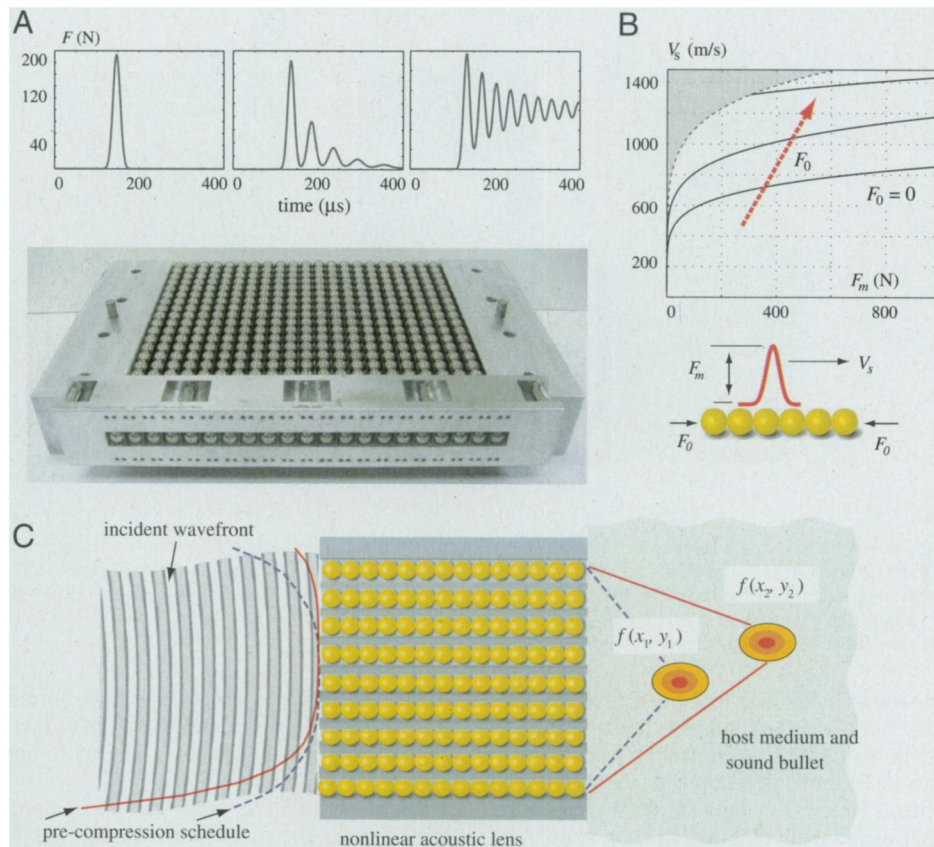 A
F (N)
200
120
40
0 400
0 200 400
0 400
time (μs)
B
Vₛ (m/s)
1400
1000
600
200
F₀
F₀ = 0
Fₘ (N)
0 400 800
Fₘ
Vₛ
F₀
F₀
C
incident wavefront
f (x₂, y₂)
f (x₁, y₁)
host medium and
sound bullet
pre-compression schedule
nonlinear acoustic lens